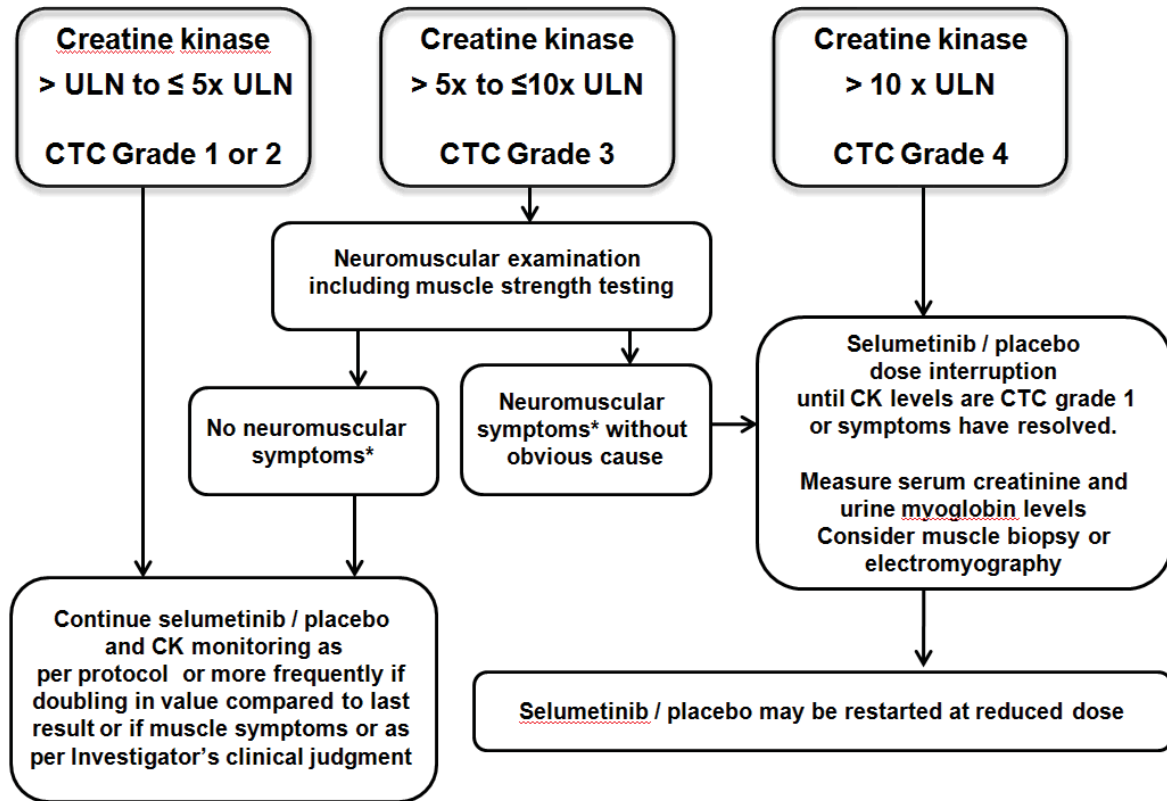 Creatine kinase
> ULN to ≤ 5x ULN
CTC Grade 1 or 2
Creatine kinase
> 5x to ≤10x ULN
CTC Grade 3
Creatine kinase
> 10 x ULN
CTC Grade 4
Neuromuscular examination
including muscle strength testing
No neuromuscular
symptoms*
Neuromuscular
symptoms* without
obvious cause
Selumetinib / placebo
dose interruption
until CK levels are CTC grade 1
or symptoms have resolved.
Measure serum creatinine and
urine myoglobin levels
Consider muscle biopsy or
electromyography
Continue selumetinib / placebo
and CK monitoring as
per protocol or more frequently if
doubling in value compared to last
result or if muscle symptoms or as
per Investigator's clinical judgment
Selumetinib / placebo may be restarted at reduced dose